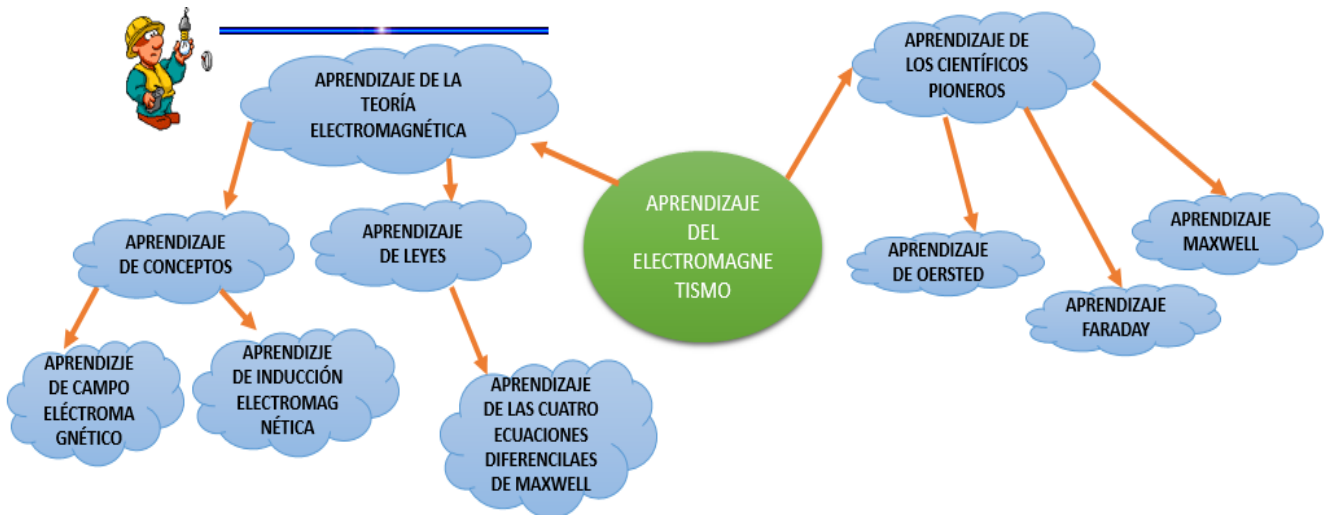 APRENDIZAJE DE LA
TEORÍA
ELECTROMAGNÉTICA
APRENDIZAJE DE
LOS CIENTÍFICOS
PIONEROS
APRENDIZAJE
DEL
ELECTROMAGNE
TISMO
APRENDIZAJE
DE CONCEPTOS
APRENDIZAJE
DE LEYES
APRENDIZAJE
DE OERSTED
APRENDIZAJE
MAXWELL
APRENDIZAJE
FARADAY
APRENDIZJE
DE CAMPO
ELÉCTROMA
GNÉTICO
APRENDIZJE
DE INDUCCIÓN
ELECTROMAG
NÉTICA
APRENDIZAJE
DE LAS CUATRO
ECUACIONES
DIFERENCILAES
DE MAXWELL